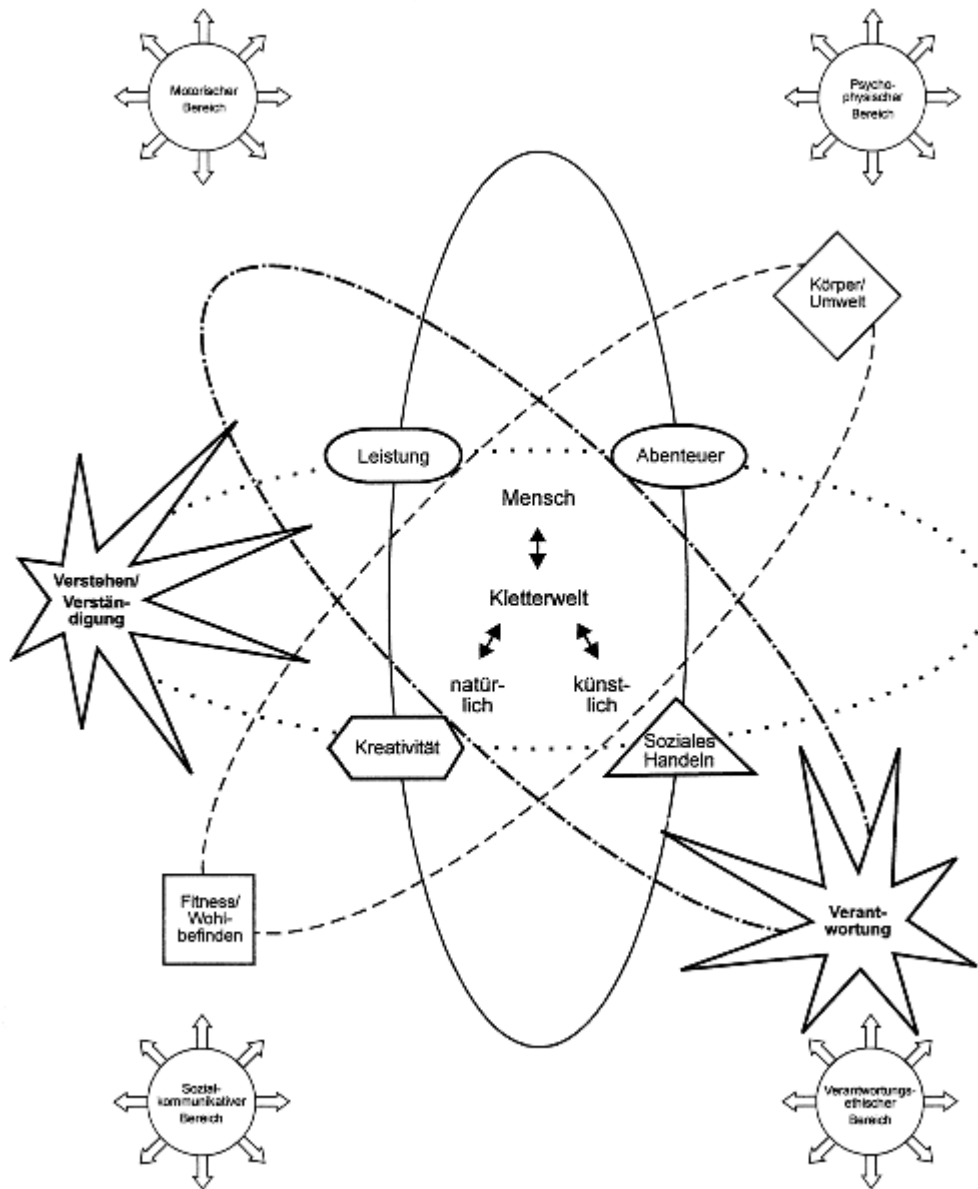 Motorischer
Bereich
Psycho-
physischer
Bereich
Körper/
Umwelt
Leistung
Abenteuer
Mensch
Verstehen/
Verstän-
digung
Kletterwelt
natür-
lich
künst-
lich
Kreativität
Soziales
Handeln
Fitness/
Wohl-
befinden
Verant-
wortung
Sozial-
kommunikativer
Bereich
Verantwortungs-
ethischer
Bereich